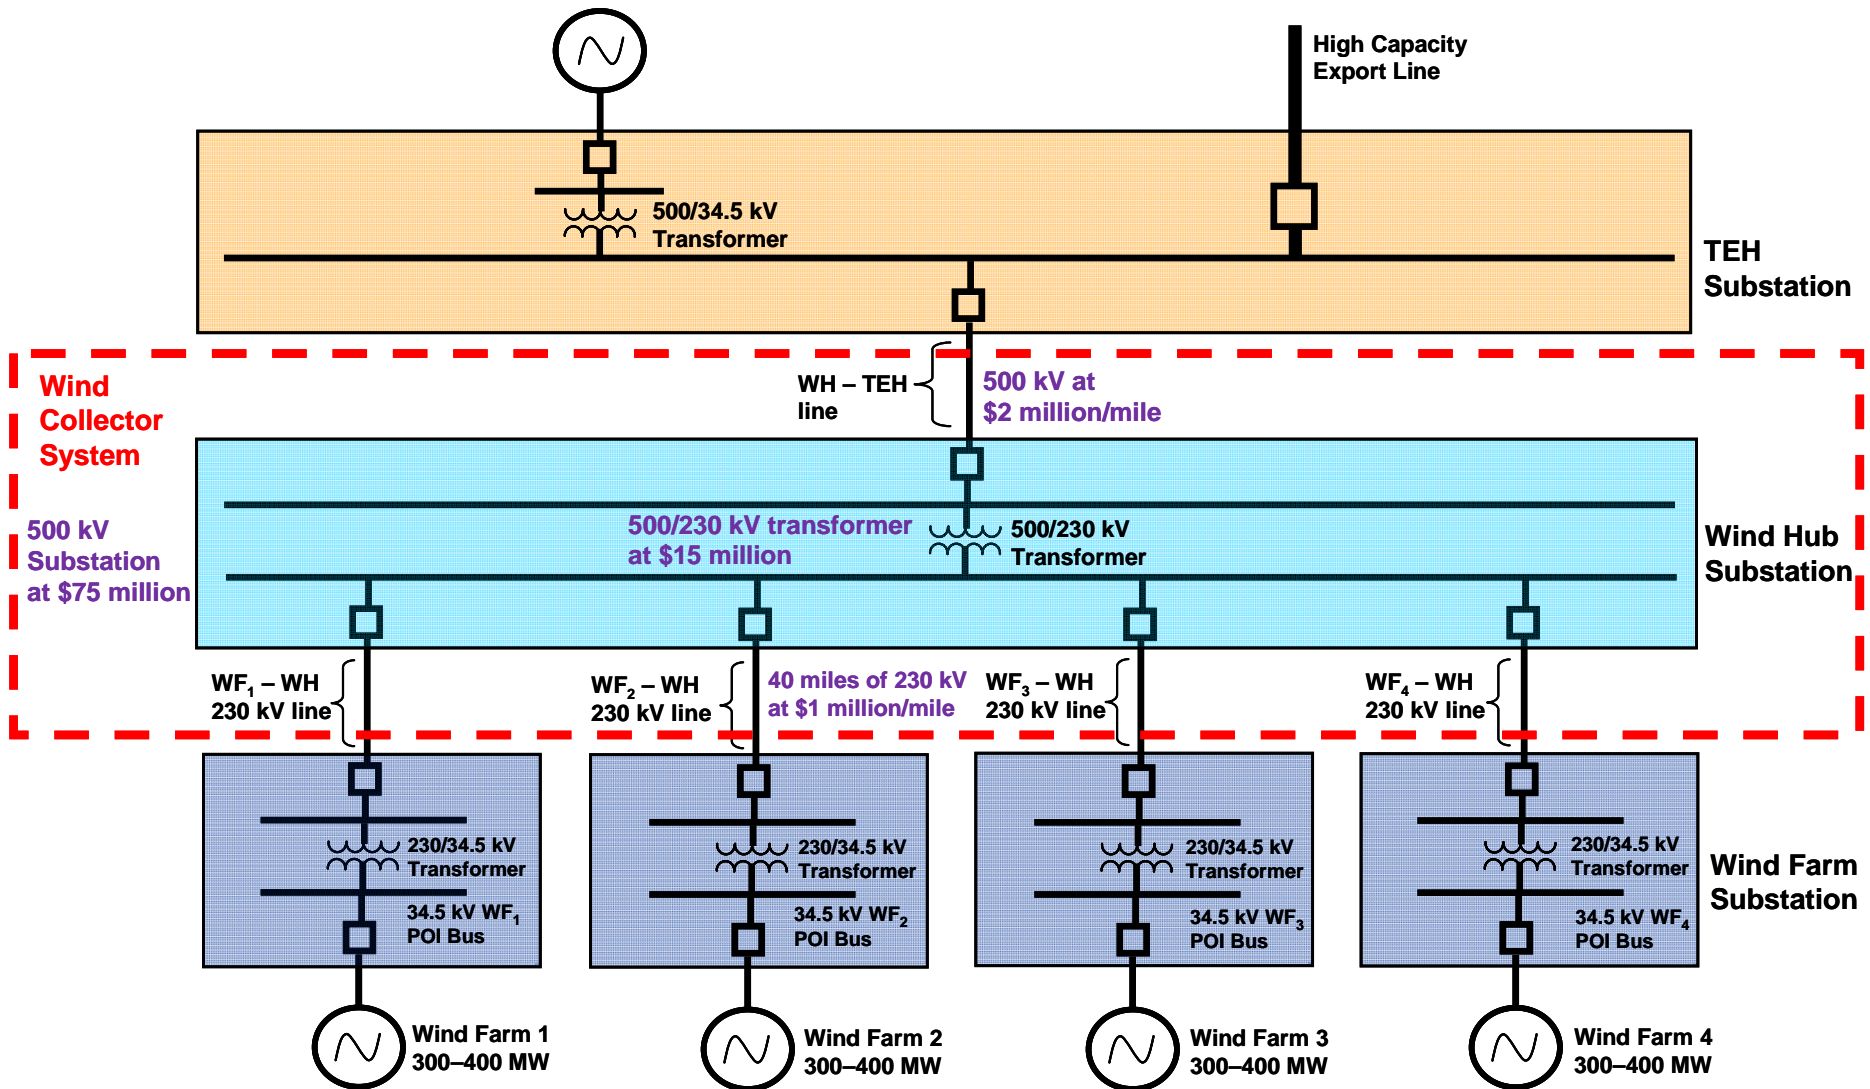 High Capacity
Export Line
500/34.5 kV
Transformer
TEH
Substation
Wind
Collector
System
WH – TEH
line
500 kV at
$2 million/mile
500 kV
Substation
at $75 million
500/230 kV transformer
at $15 million
500/230 kV
Transformer
Wind Hub
Substation
WF1 – WH
230 kV line
WF2 – WH
230 kV line
40 miles of 230 kV
at $1 million/mile
WF3 – WH
230 kV line
WF4 – WH
230 kV line
230/34.5 kV
Transformer
34.5 kV WF1
POI Bus
230/34.5 kV
Transformer
34.5 kV WF2
POI Bus
230/34.5 kV
Transformer
34.5 kV WF3
POI Bus
230/34.5 kV
Transformer
34.5 kV WF4
POI Bus
Wind Farm
Substation
Wind Farm 1
300–400 MW
Wind Farm 2
300–400 MW
Wind Farm 3
300–400 MW
Wind Farm 4
300–400 MW